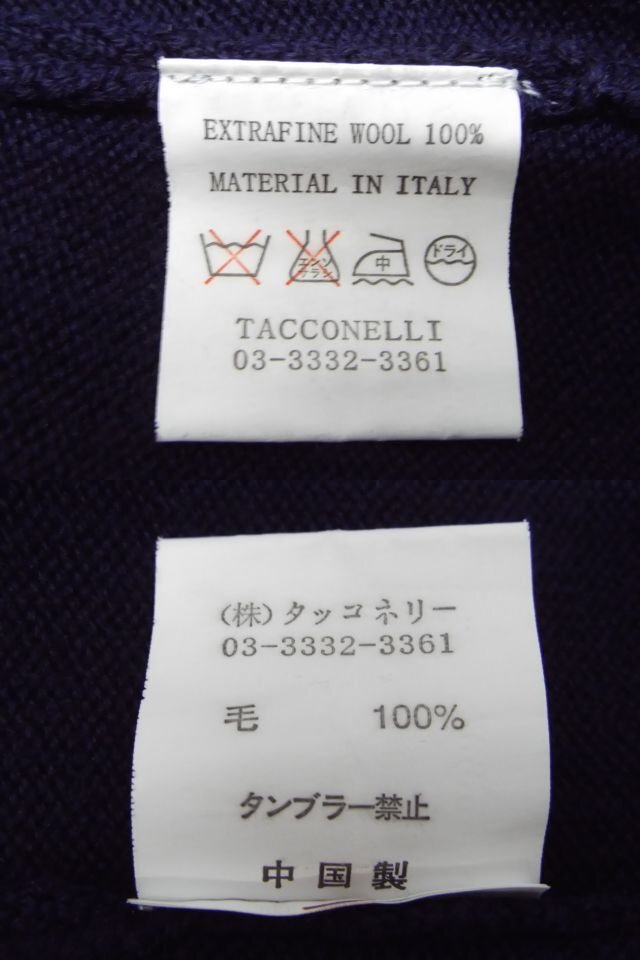 EXTRAFINE WOOL 100%
MATERIAL IN ITALY
エンソ
サラシ
中
ドライ
TACCONELLI
03-3332-3361
(株)タッコネリー
03-3332-3361
毛 100%
タンブラー禁止
中国製